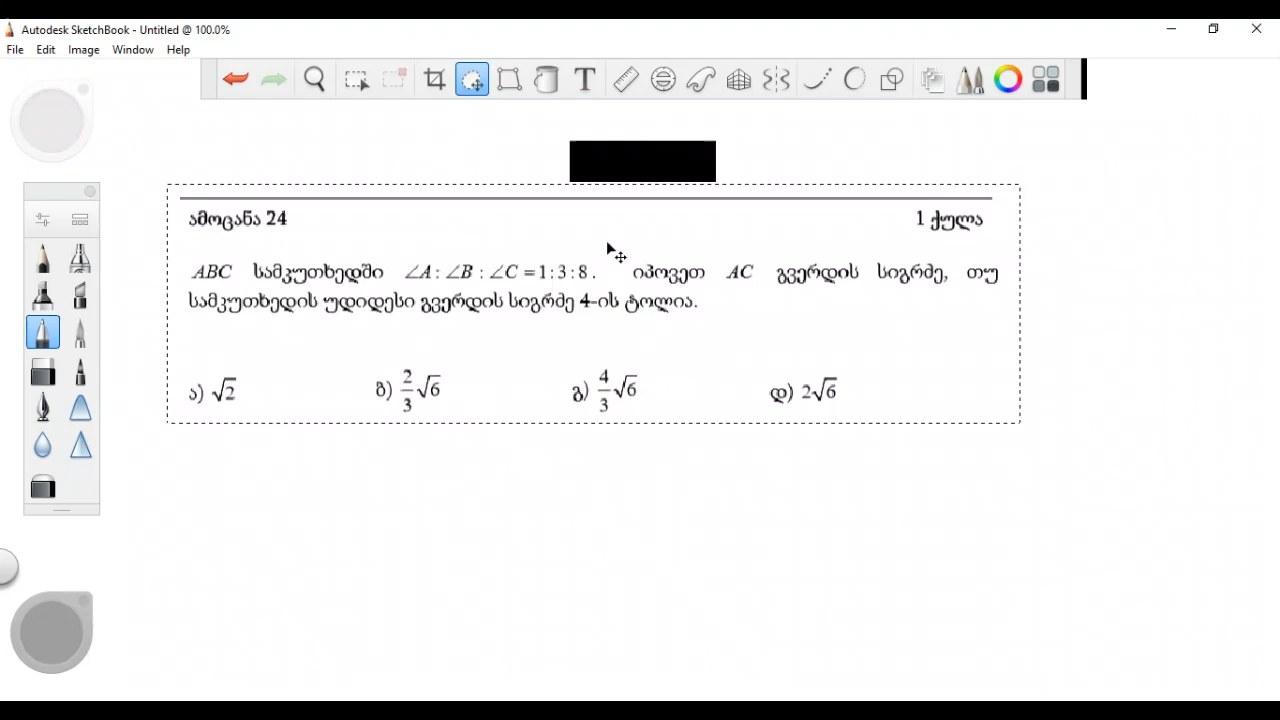 Autodesk SketchBook - Untitled @ 100.0%
File Edit Image Window Help
ამოცანა 24 1 ქულა
ABC სამკუთხედში ∠A : ∠B : ∠C = 1 : 3 : 8 . იპოვეთ AC გვერდის სიგრძე, თუ
სამკუთხედის უდიდესი გვერდის სიგრძე 4-ის ტოლია.
ა) √2 ბ) 2/3 √6 გ) 4/3 √6 დ) 2√6